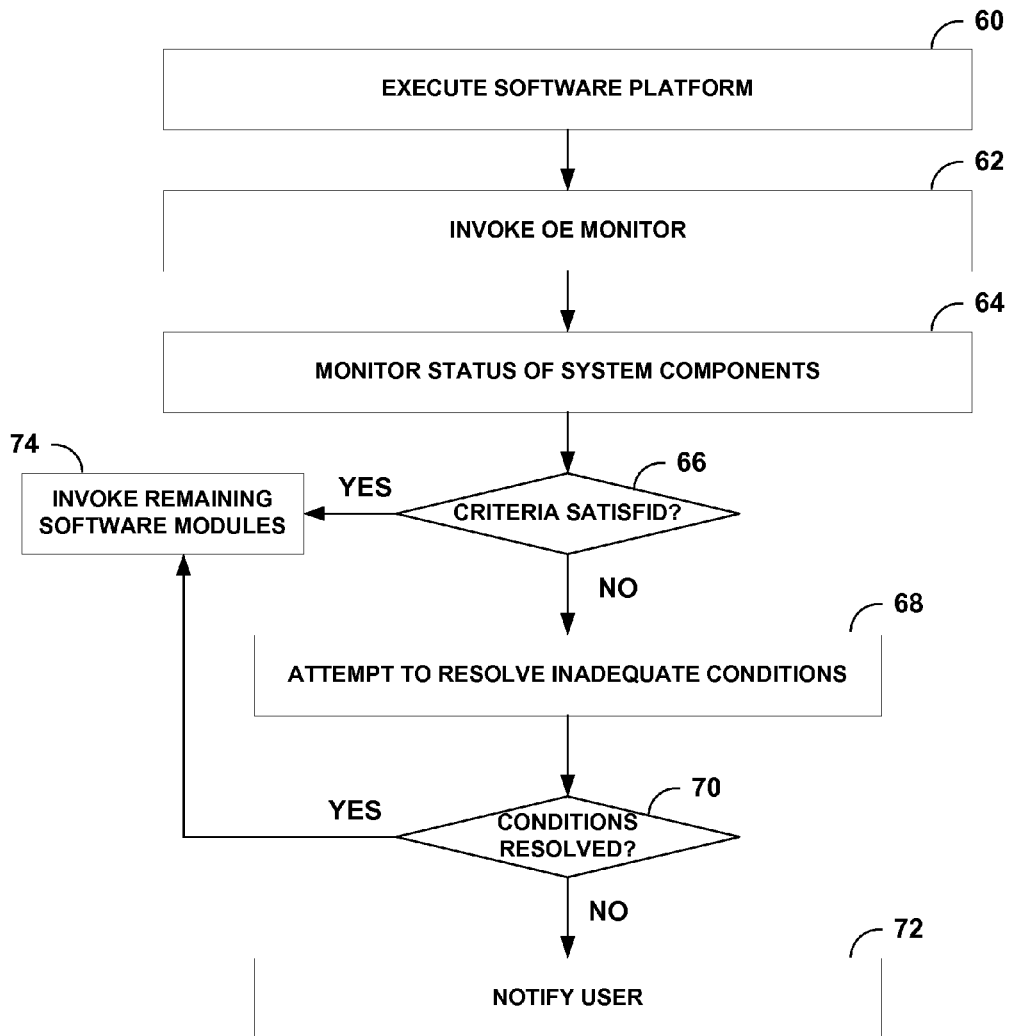 60
EXECUTE SOFTWARE PLATFORM
62
INVOKE OE MONITOR
64
MONITOR STATUS OF SYSTEM COMPONENTS
74
INVOKE REMAINING
SOFTWARE MODULES
YES
66
CRITERIA SATISFID?
NO
68
ATTEMPT TO RESOLVE INADEQUATE CONDITIONS
YES
70
CONDITIONS
RESOLVED?
NO
72
NOTIFY USER